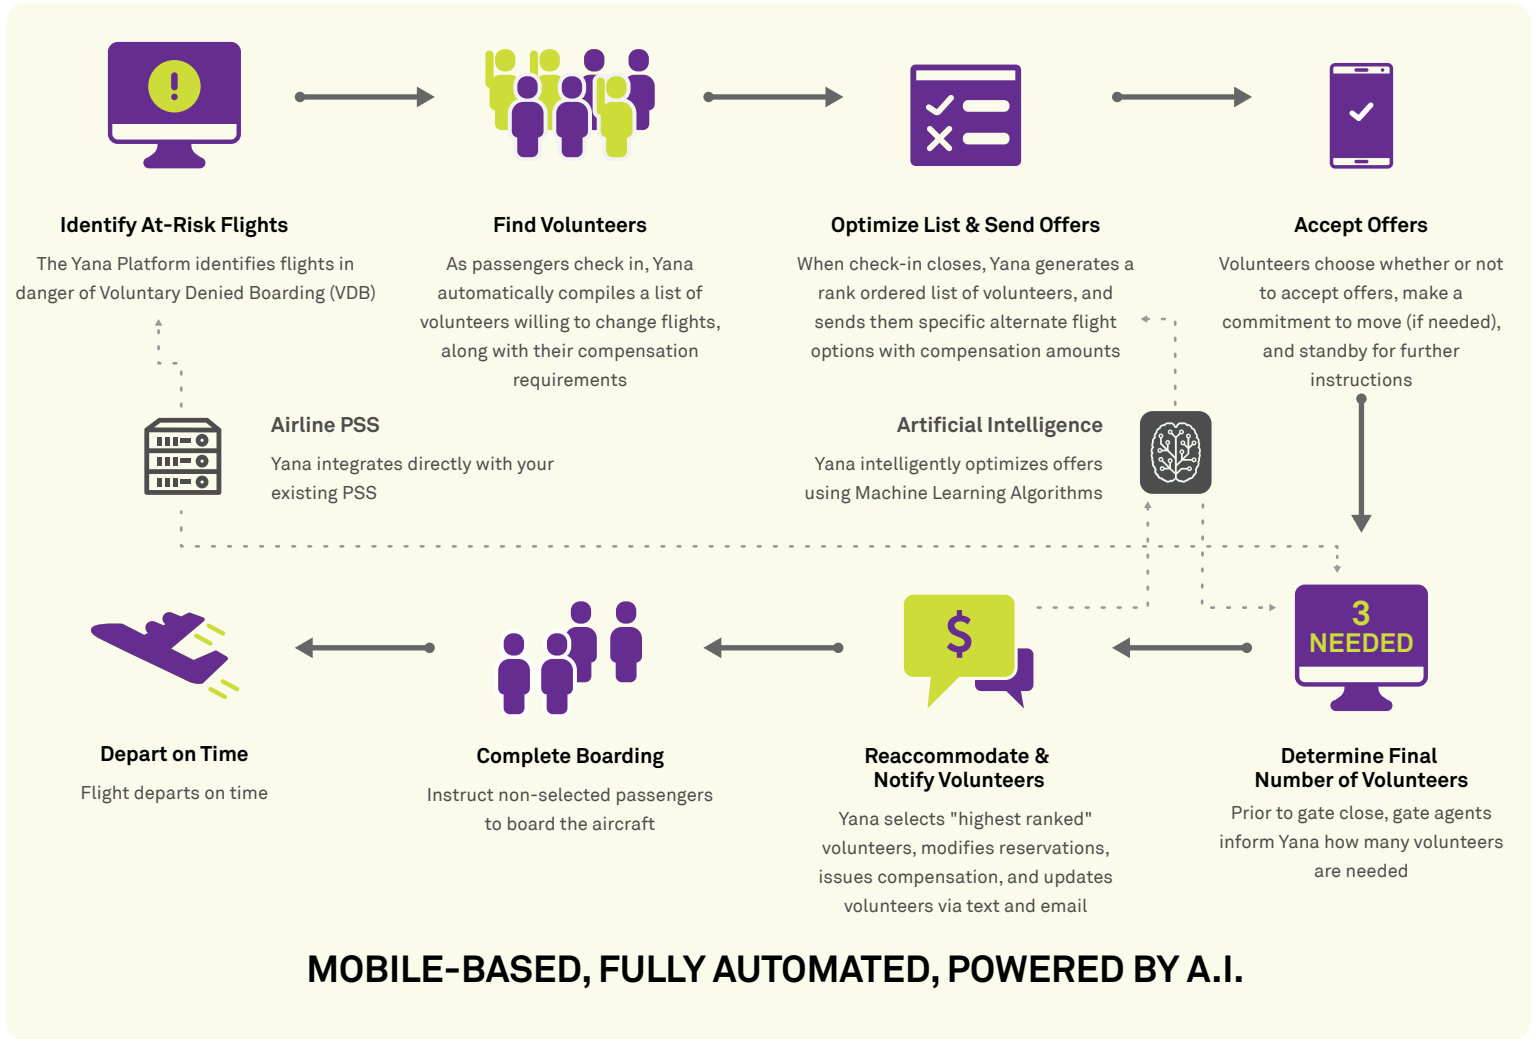 Identify At-Risk Flights
The Yana Platform identifies flights in
danger of Voluntary Denied Boarding (VDB)
Find Volunteers
As passengers check in, Yana
automatically compiles a list of
volunteers willing to change flights,
along with their compensation
requirements
Optimize List & Send Offers
When check-in closes, Yana generates a
rank ordered list of volunteers, and
sends them specific alternate flight
options with compensation amounts
Accept Offers
Volunteers choose whether or not
to accept offers, make a
commitment to move (if needed),
and standby for further
instructions
Airline PSS
Yana integrates directly with your
existing PSS
Artificial Intelligence
Yana intelligently optimizes offers
using Machine Learning Algorithms
3
NEEDED
$
Depart on Time
Flight departs on time
Complete Boarding
Instruct non-selected passengers
to board the aircraft
Reaccommodate &
Notify Volunteers
Yana selects "highest ranked"
volunteers, modifies reservations,
issues compensation, and updates
volunteers via text and email
Determine Final
Number of Volunteers
Prior to gate close, gate agents
inform Yana how many volunteers
are needed
MOBILE-BASED, FULLY AUTOMATED, POWERED BY A.I.